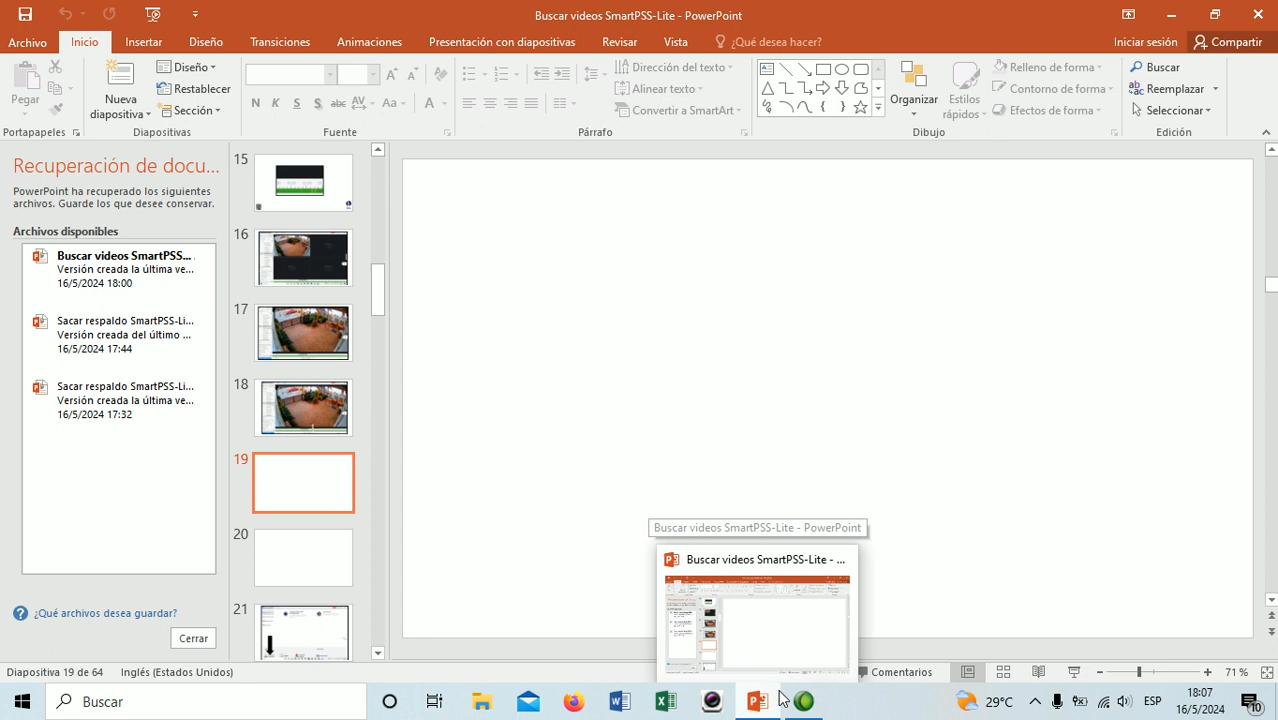 Buscar videos SmartPSS-Lite - PowerPoint
Archivo Inicio Insertar Diseño Transiciones Animaciones Presentación con diapositivas Revisar Vista ¿Qué desea hacer? Iniciar sesión Compartir
Pegar
Portapapeles
Nueva
diapositiva
Diseño
Restablecer
Sección
Diapositivas
N K S S abc AV Aa A
Fuente
Dirección del texto
Alinear texto
Convertir a SmartArt
Párrafo
Organizar
Estilos
rápidos
Relleno de forma
Contorno de forma
Efectos de forma
Dibujo
Buscar
Reemplazar
Seleccionar
Edición
Recuperación de docu...
PowerPoint ha recuperado los siguientes
archivos. Guarde los que desee conservar.
Archivos disponibles
Buscar videos SmartPSS...
Versión creada la última ve...
16/5/2024 18:00
Sacar respaldo SmartPSS-Li...
Versión creada del último ...
16/5/2024 17:44
Sacar respaldo SmartPSS-Li...
Versión creada la última ve...
16/5/2024 17:32
¿Qué archivos desea guardar?
Cerrar
15
16
17
18
19
20
21
Buscar videos SmartPSS-Lite - PowerPoint
Buscar videos SmartPSS-Lite - ...
Diapositiva 19 de 64 Inglés (Estados Unidos) Comentarios 71 %
Buscar
29°C ESP
18:07
16/5/2024
10